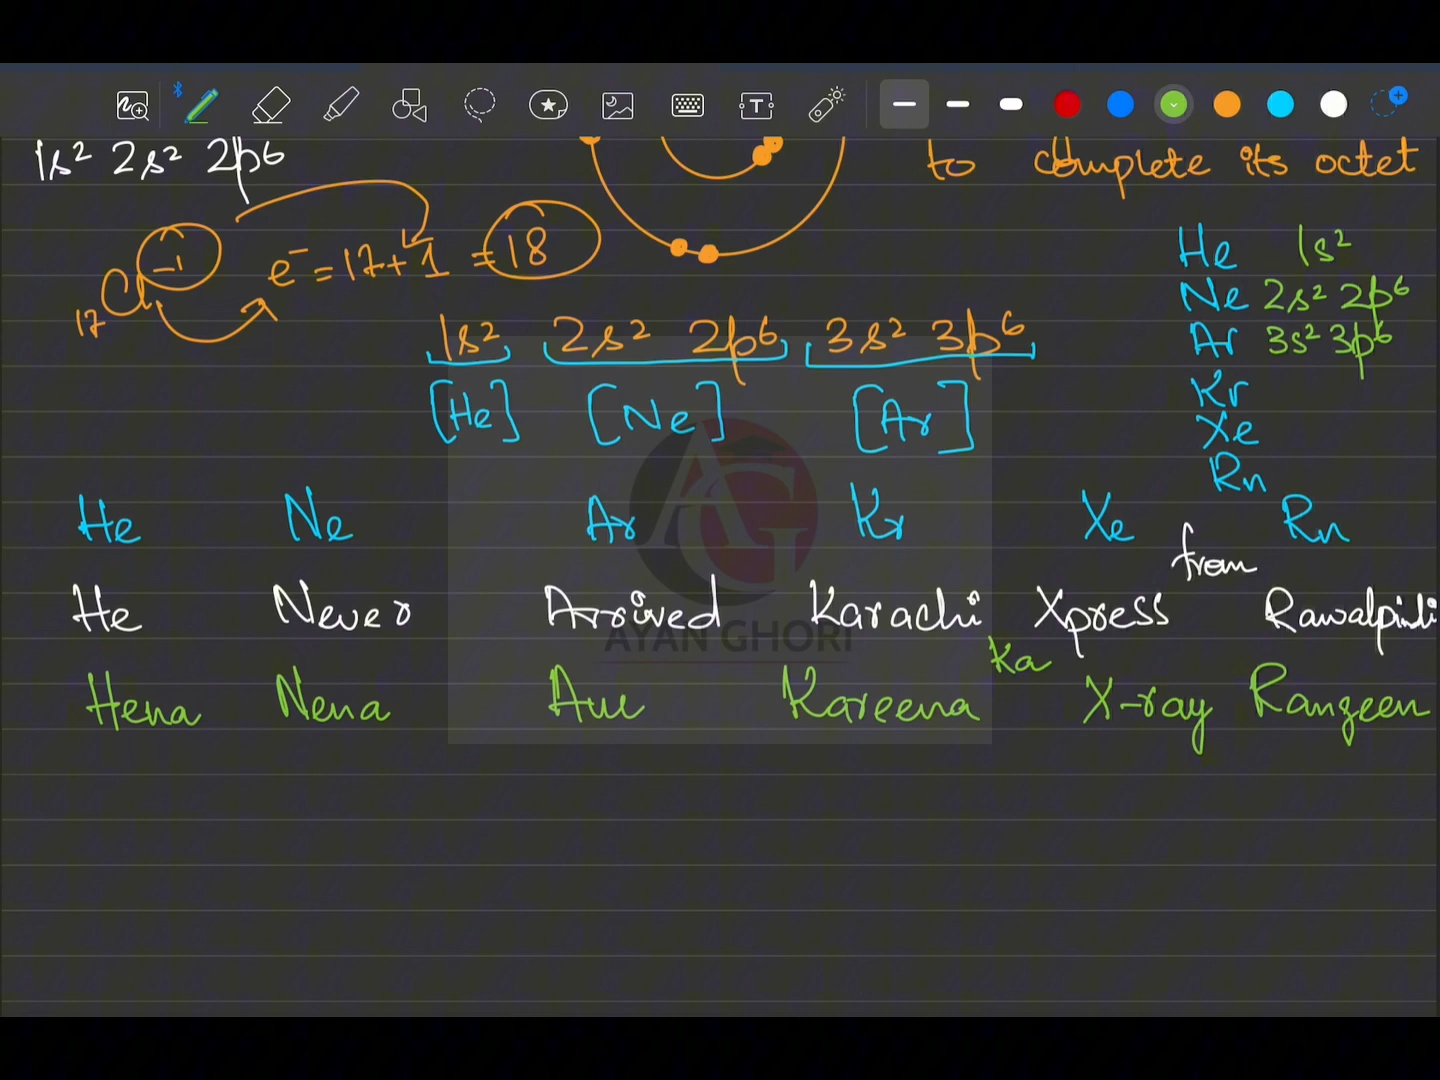 1s² 2s² 2p⁶
to complete its octet
₁₇Cl⁻¹ e⁻ = 17+1 = 18
He 1s²
Ne 2s² 2p⁶
Ar 3s² 3p⁶
Kr
Xe
Rn
1s² 2s² 2p⁶ 3s² 3p⁶
[He] [Ne] [Ar]
He Ne Ar Kr Xe Rn
He Never Arrived Karachi Xpress from Rawalpindi
AYAN GHORI
Hena Nena Aur Kareena Ka X-ray Rangeen